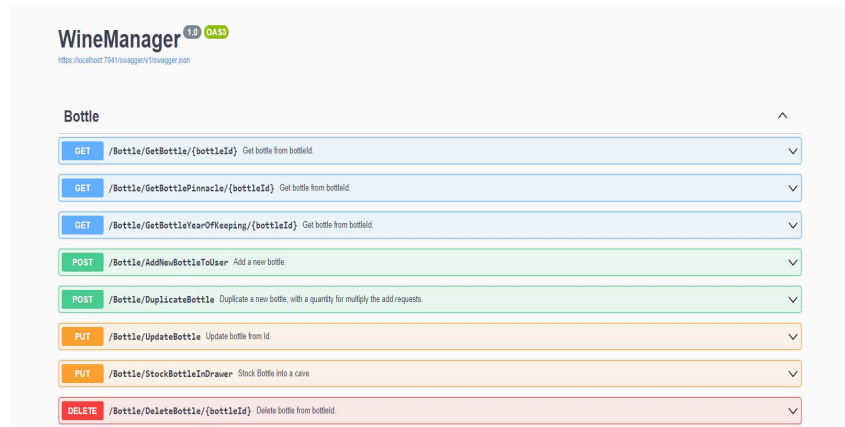 WineManager 1.0 OAS3
https://localhost:7041/swagger/v1/swagger.json
Bottle
GET /Bottle/GetBottle/{bottleId} Get bottle from bottleId.
GET /Bottle/GetBottlePinnacle/{bottleId} Get bottle from bottleId.
GET /Bottle/GetBottleYearOfKeeping/{bottleId} Get bottle from bottleId.
POST /Bottle/AddNewBottleToUser Add a new bottle.
POST /Bottle/DuplicateBottle Duplicate a new bottle, with a quantity for multiply the add requests.
PUT /Bottle/UpdateBottle Update bottle from Id.
PUT /Bottle/StockBottleInDrawer Stock Bottle into a cave
DELETE /Bottle/DeleteBottle/{bottleId} Delete bottle from bottleId.